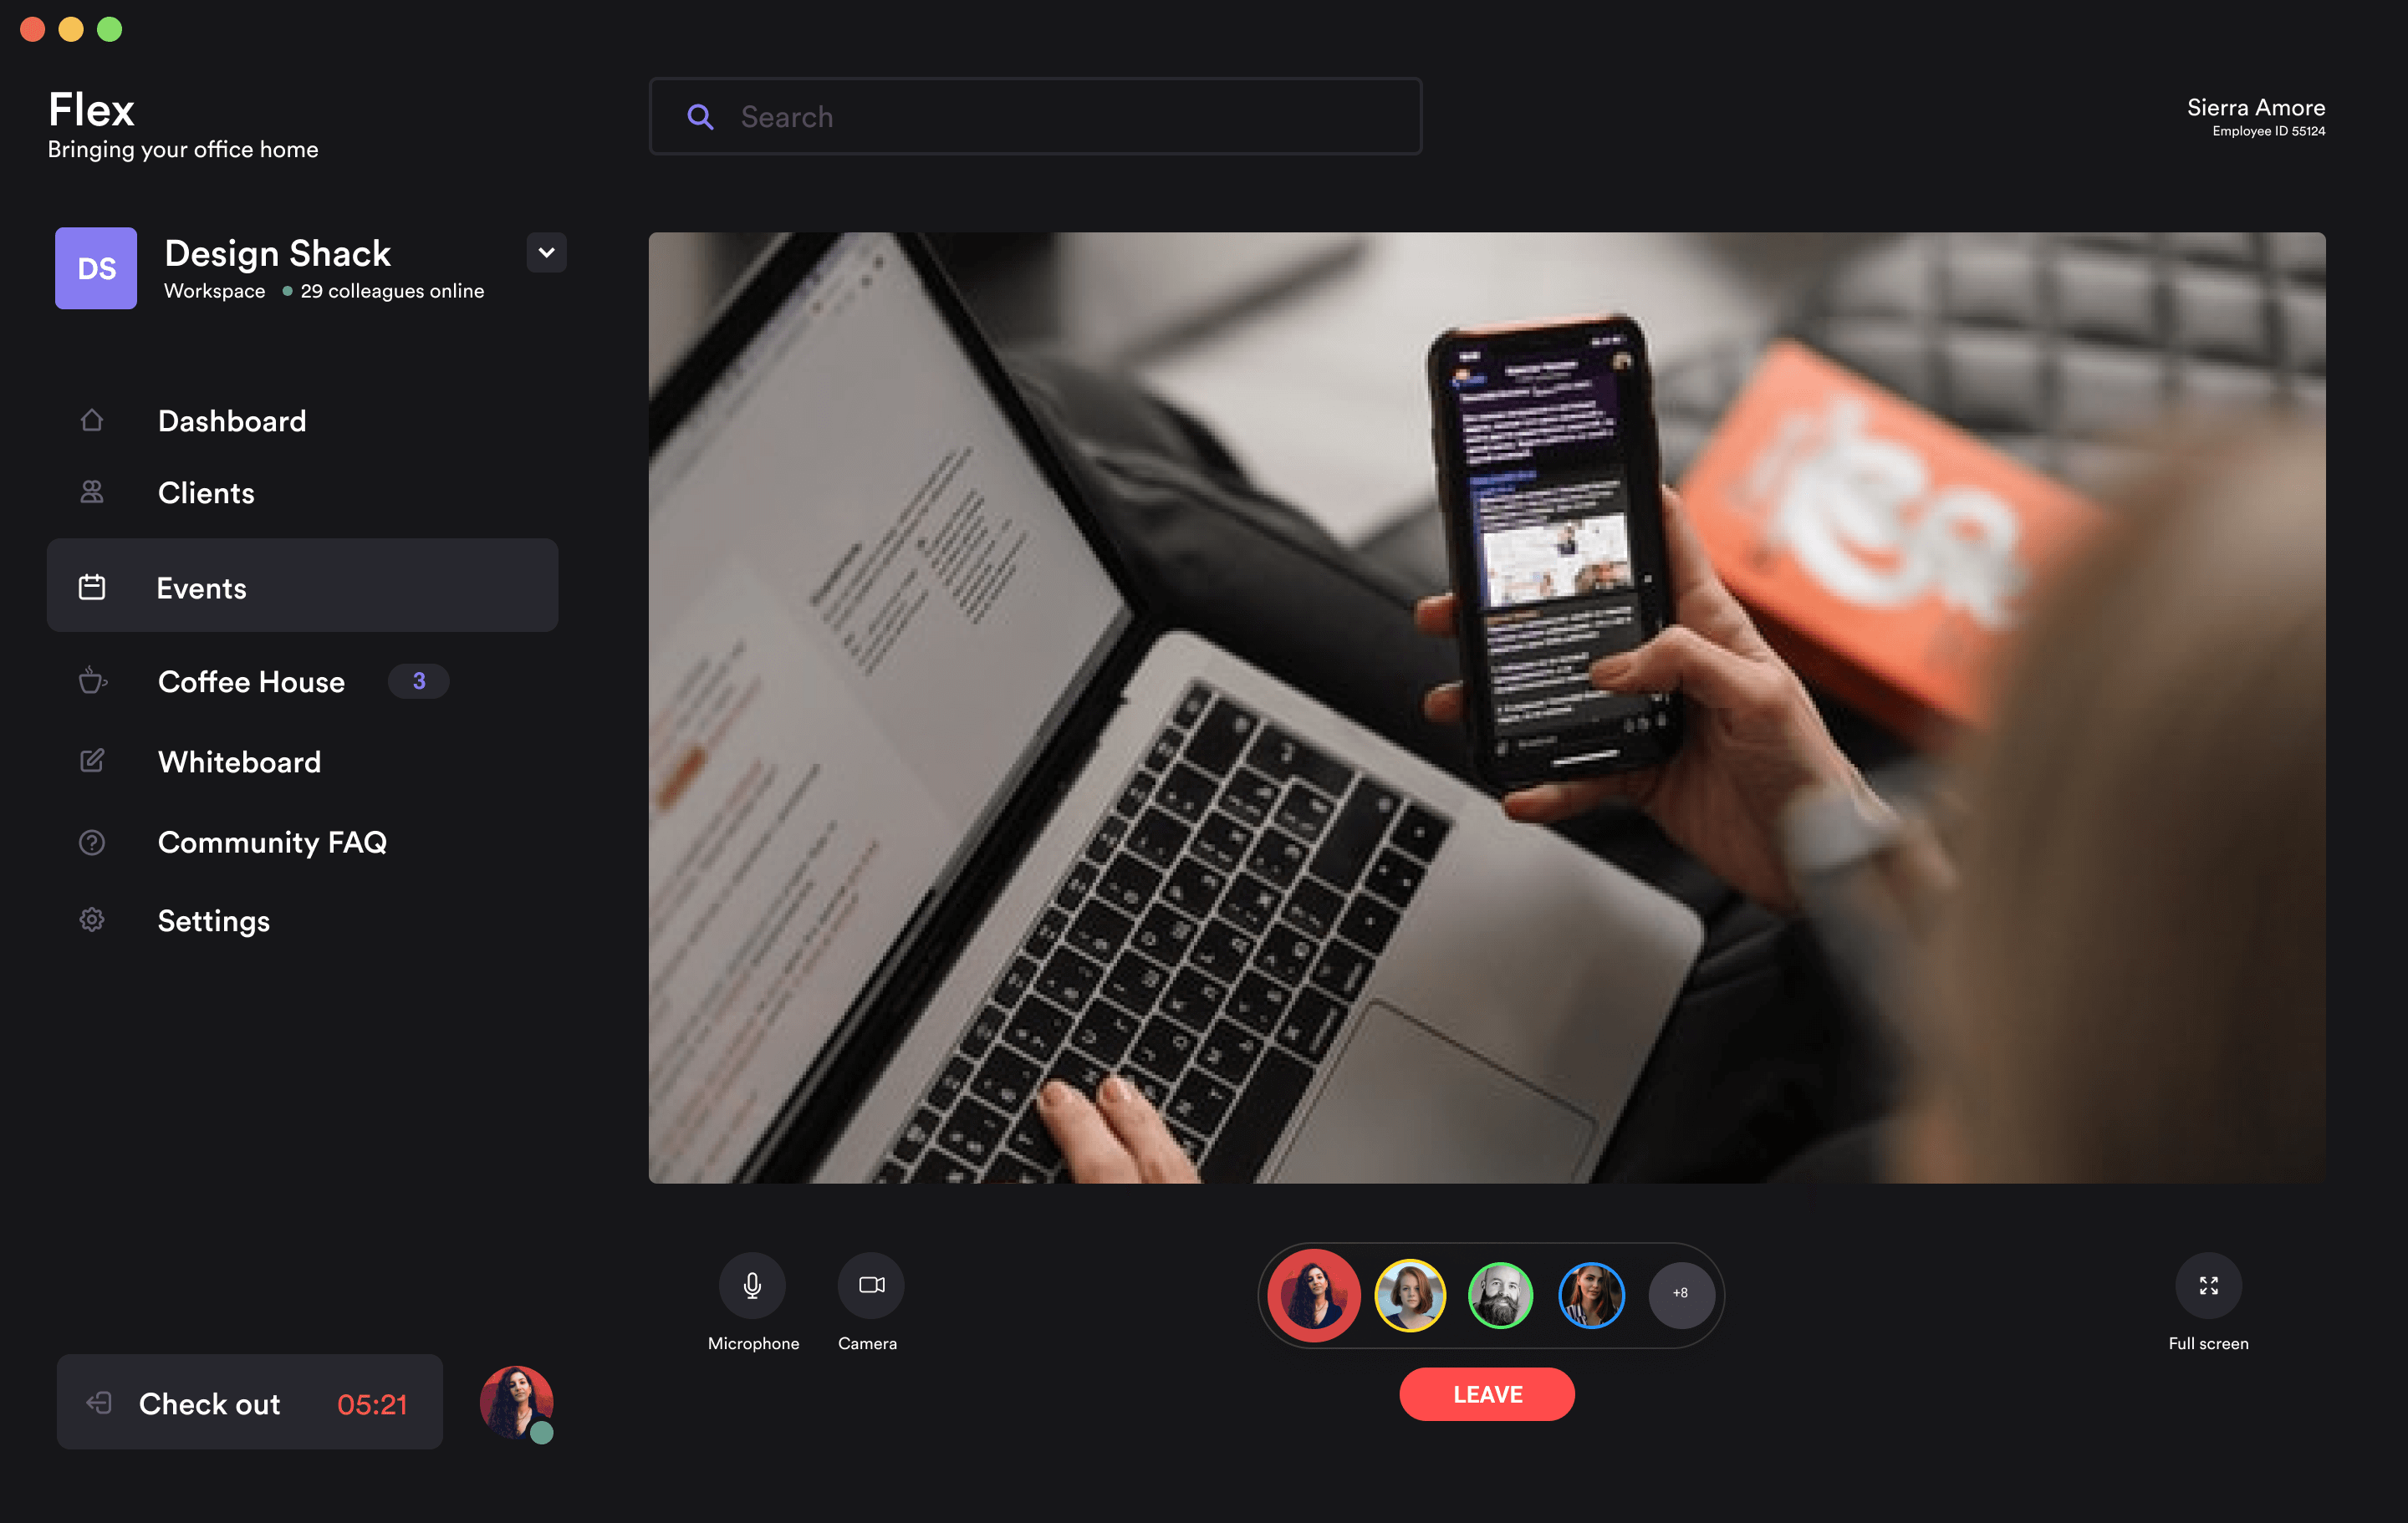 Flex
Bringing your office home
Search
Sierra Amore
Employee ID 55124
DS
Design Shack
Workspace
29 colleagues online
Dashboard
Clients
Events
Coffee House
3
Whiteboard
Community FAQ
Settings
Microphone
Camera
+8
Full screen
LEAVE
Check out
05:21